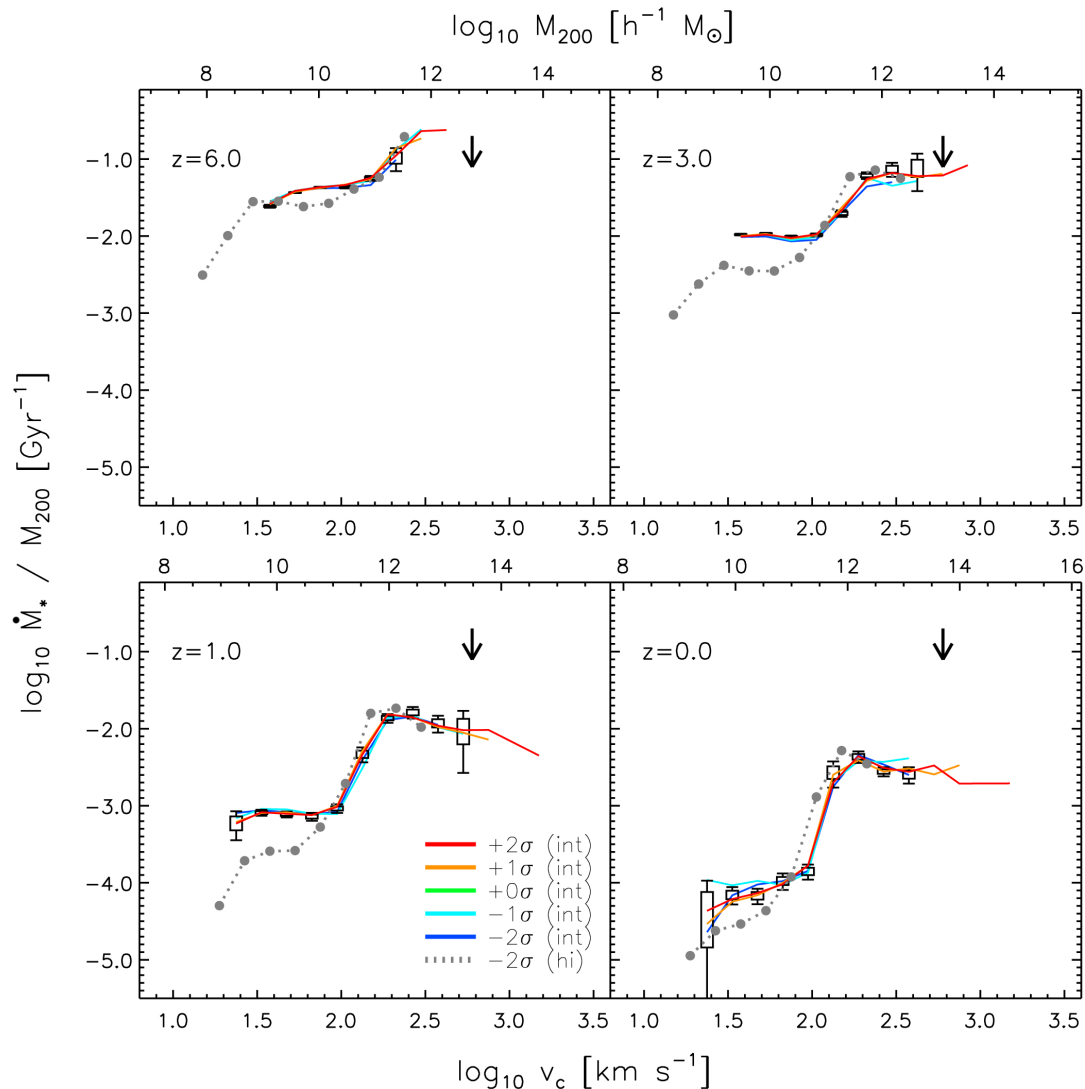 log₁₀ M₂₀₀ [h⁻¹ M⊙]
8 10 12 14
10 12 14
z=6.0
z=3.0
−1.0
−2.0
−3.0
−4.0
−5.0
1.0 1.5 2.0 2.5 3.0 3.5
1.0 1.5 2.0 2.5 3.0 3.5
log₁₀ Ṁ* / M₂₀₀ [Gyr⁻¹]
10 12 14
8 10 12 14 16
z=1.0
z=0.0
−1.0
−2.0
−3.0
−4.0
−5.0
+2σ (int)
+1σ (int)
+0σ (int)
−1σ (int)
−2σ (int)
−2σ (hi)
1.0 1.5 2.0 2.5 3.0 3.5
1.0 1.5 2.0 2.5 3.0 3.5
log₁₀ v_c [km s⁻¹]